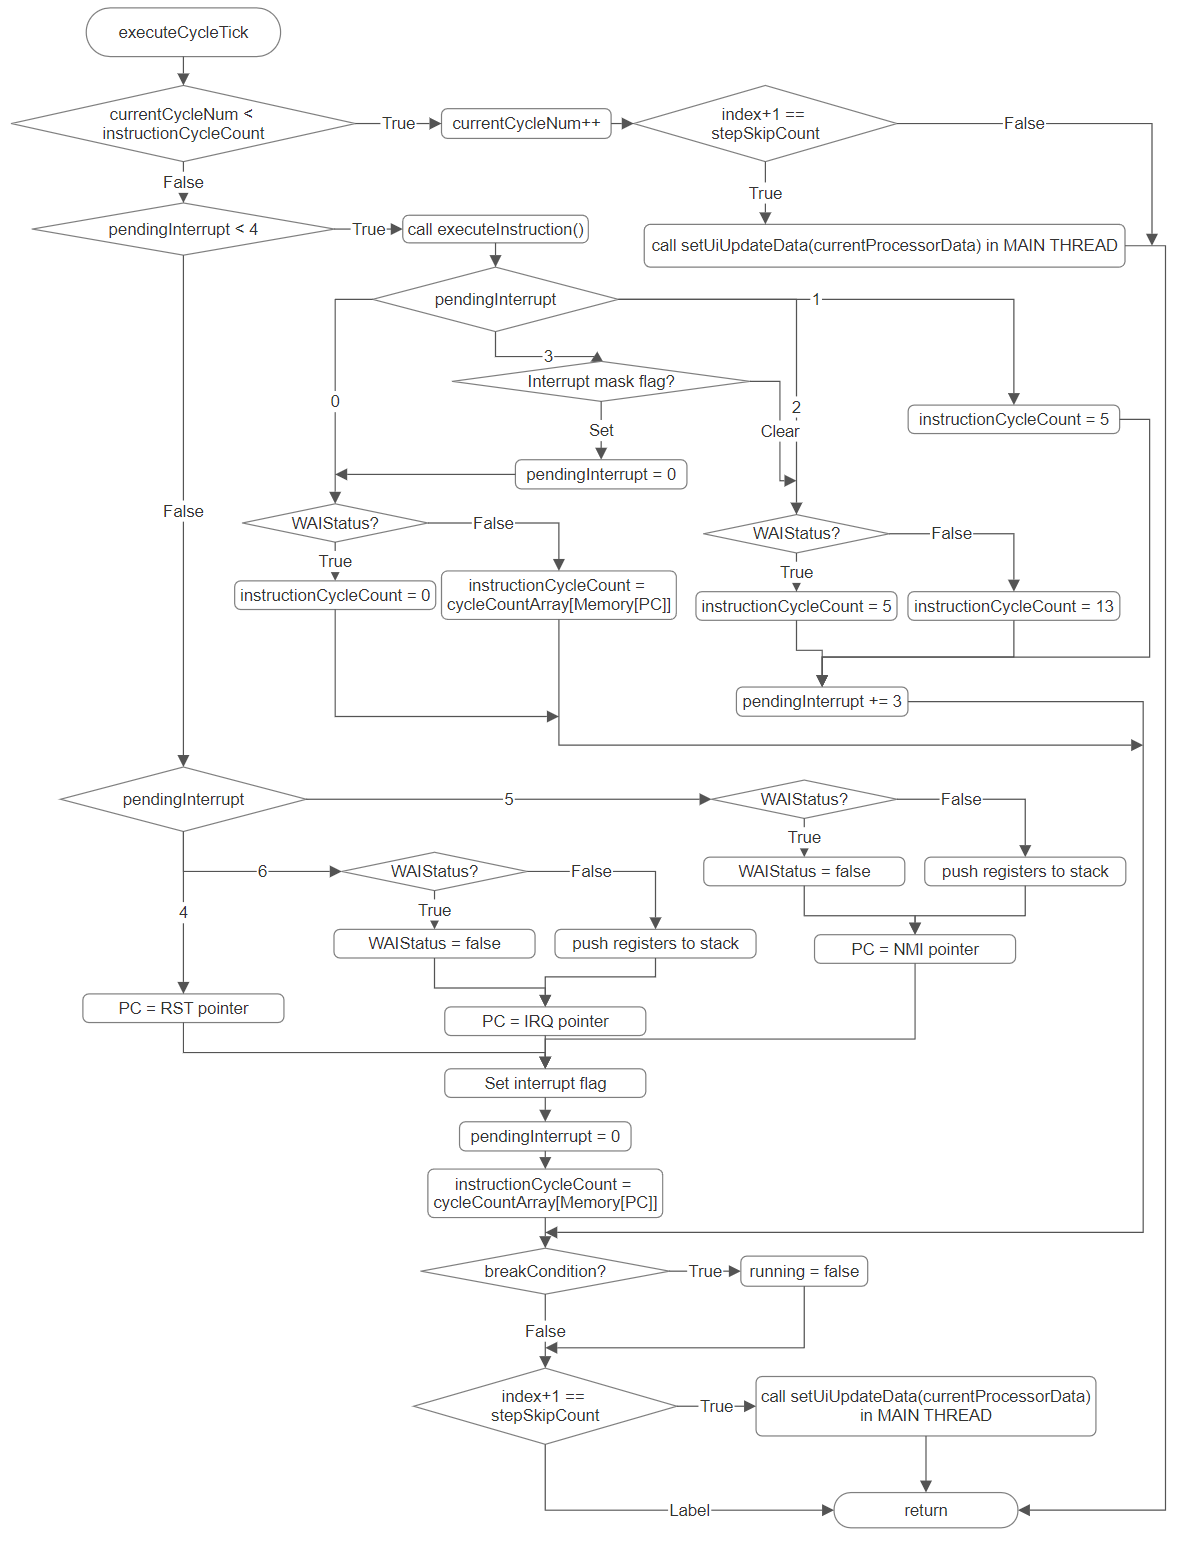 executeCycleTick
currentCycleNum <
instructionCycleCount
True
currentCycleNum++
index+1 ==
stepSkipCount
False
False
True
pendingInterrupt < 4
True
call executeInstruction()
call setUiUpdateData(currentProcessorData) in MAIN THREAD
pendingInterrupt
1
3
Interrupt mask flag?
0
2
Clear
instructionCycleCount = 5
Set
pendingInterrupt = 0
False
WAIStatus?
False
WAIStatus?
False
True
True
instructionCycleCount = 0
instructionCycleCount =
cycleCountArray[Memory[PC]]
instructionCycleCount = 5
instructionCycleCount = 13
pendingInterrupt += 3
pendingInterrupt
5
WAIStatus?
False
True
6
WAIStatus?
False
WAIStatus = false
push registers to stack
4
True
WAIStatus = false
push registers to stack
PC = NMI pointer
PC = RST pointer
PC = IRQ pointer
Set interrupt flag
pendingInterrupt = 0
instructionCycleCount =
cycleCountArray[Memory[PC]]
breakCondition?
True
running = false
False
index+1 ==
stepSkipCount
True
call setUiUpdateData(currentProcessorData)
in MAIN THREAD
Label
return